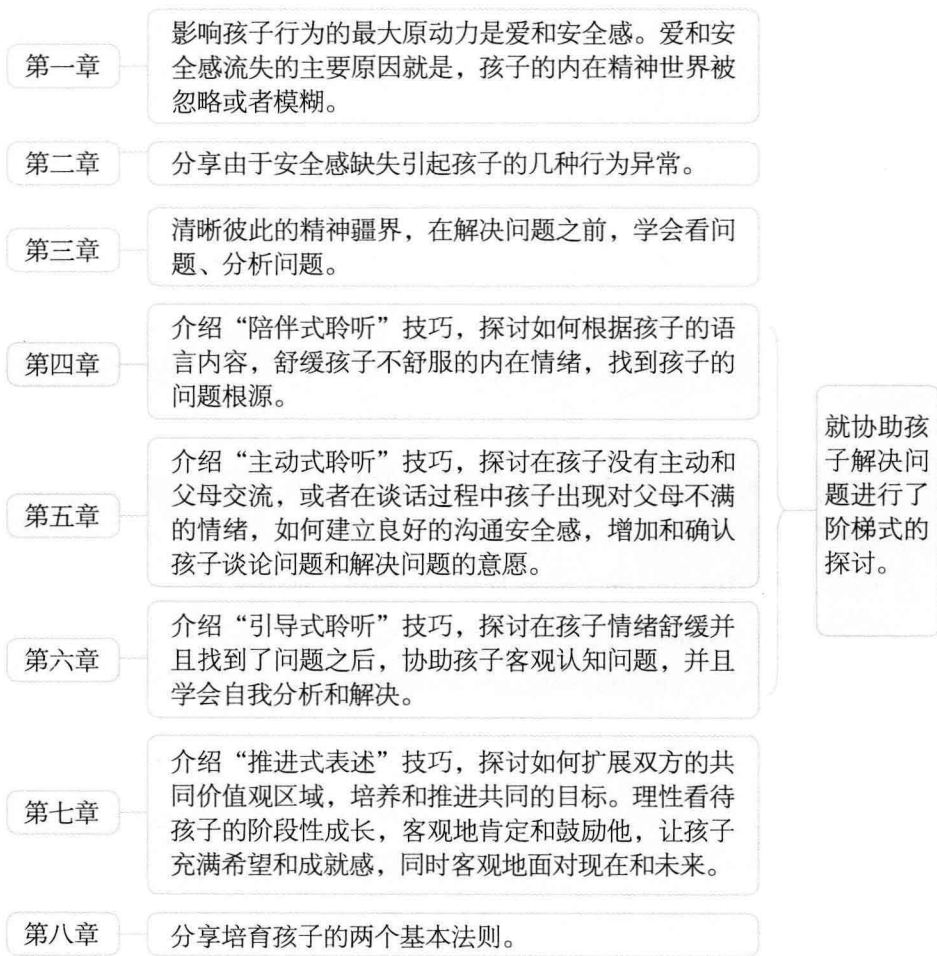 第一章
影响孩子行为的最大原动力是爱和安
全感。爱和安全感流失的主要原因就是，孩子的内在精神世界被
忽略或者模糊。
第二章
分享由于安全感缺失引起孩子的几种行为异常。
第三章
清晰彼此的精神疆界，在解决问题之前，学会看问
题、分析问题。
第四章
介绍“陪伴式聆听”技巧，探讨如何根据孩子的语
言内容，舒缓孩子不舒服的内在情绪，找到孩子的
问题根源。
第五章
介绍“主动式聆听”技巧，探讨在孩子没有主动和
父母交流，或者在谈话过程中孩子出现对父母不满
的情绪，如何建立良好的沟通安全感，增加和确认
孩子谈论问题和解决问题的意愿。
第六章
介绍“引导式聆听”技巧，探讨在孩子情绪舒缓并
且找到了问题之后，协助孩子客观认知问题，并且
学会自我分析和解决。
就协助孩
子解决问
题进行了
阶梯式的
探讨。
第七章
介绍“推进式表述”技巧，探讨如何扩展双方的共
同价值观区域，培养和推进共同的目标。理性看待
孩子的阶段性成长，客观地肯定和鼓励他，让孩子
充满希望和成就感，同时客观地面对现在和未来。
第八章
分享培育孩子的两个基本法则。